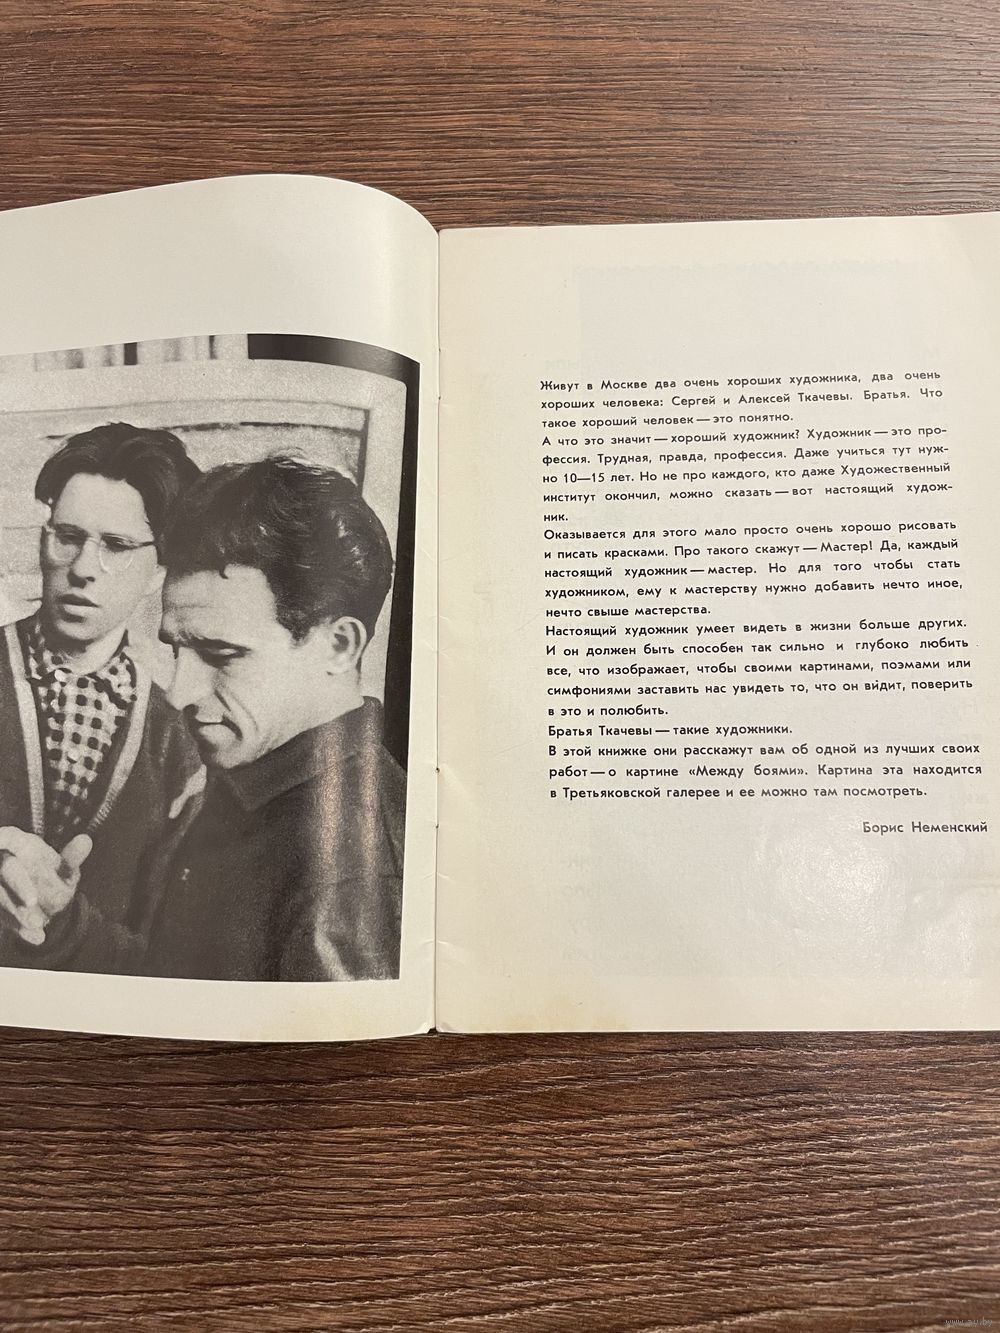 Живут в Москве два очень хороших художника, два очень
хороших человека: Сергей и Алексей Ткачевы. Братья. Что
такое хороший человек — это понятно.
А что это значит — хороший художник? Художник — это про-
фессия. Трудная, правда, профессия. Даже учиться тут нуж-
но 10—15 лет. Но не про каждого, кто даже Художественный
институт окончил, можно сказать — вот настоящий худож-
ник.
Оказывается для этого мало просто очень хорошо рисовать
и писать красками. Про такого скажут — Мастер! Да, каждый
настоящий художник — мастер. Но для того чтобы стать
художником, ему к мастерству нужно добавить нечто иное,
нечто свыше мастерства.
Настоящий художник умеет видеть в жизни больше других.
И он должен быть способен так сильно и глубоко любить
все, что изображает, чтобы своими картинами, поэмами или
симфониями заставить нас увидеть то, что он ви́дит, поверить
в это и полюбить.
Братья Ткачевы — такие художники.
В этой книжке они расскажут вам об одной из лучших своих
работ — о картине «Между боями». Картина эта находится
в Третьяковской галерее и ее можно там посмотреть.
Борис Неменский
www.ay.by